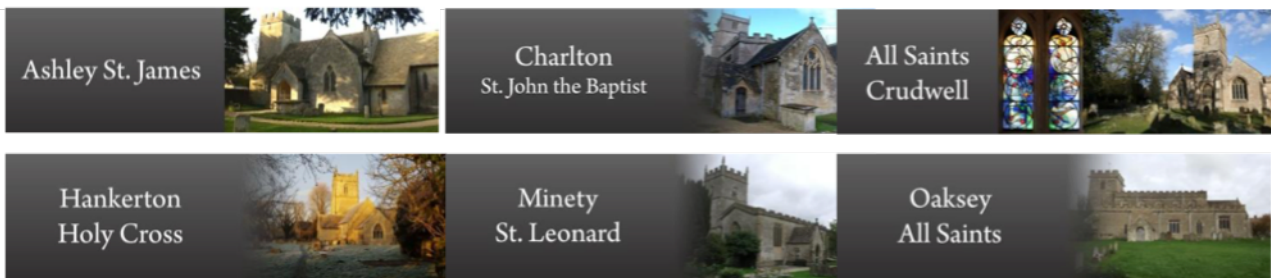 Ashley St. James
Charlton
St. John the Baptist
All Saints
Crudwell
Hankerton
Holy Cross
Minety
St. Leonard
Oaksey
All Saints